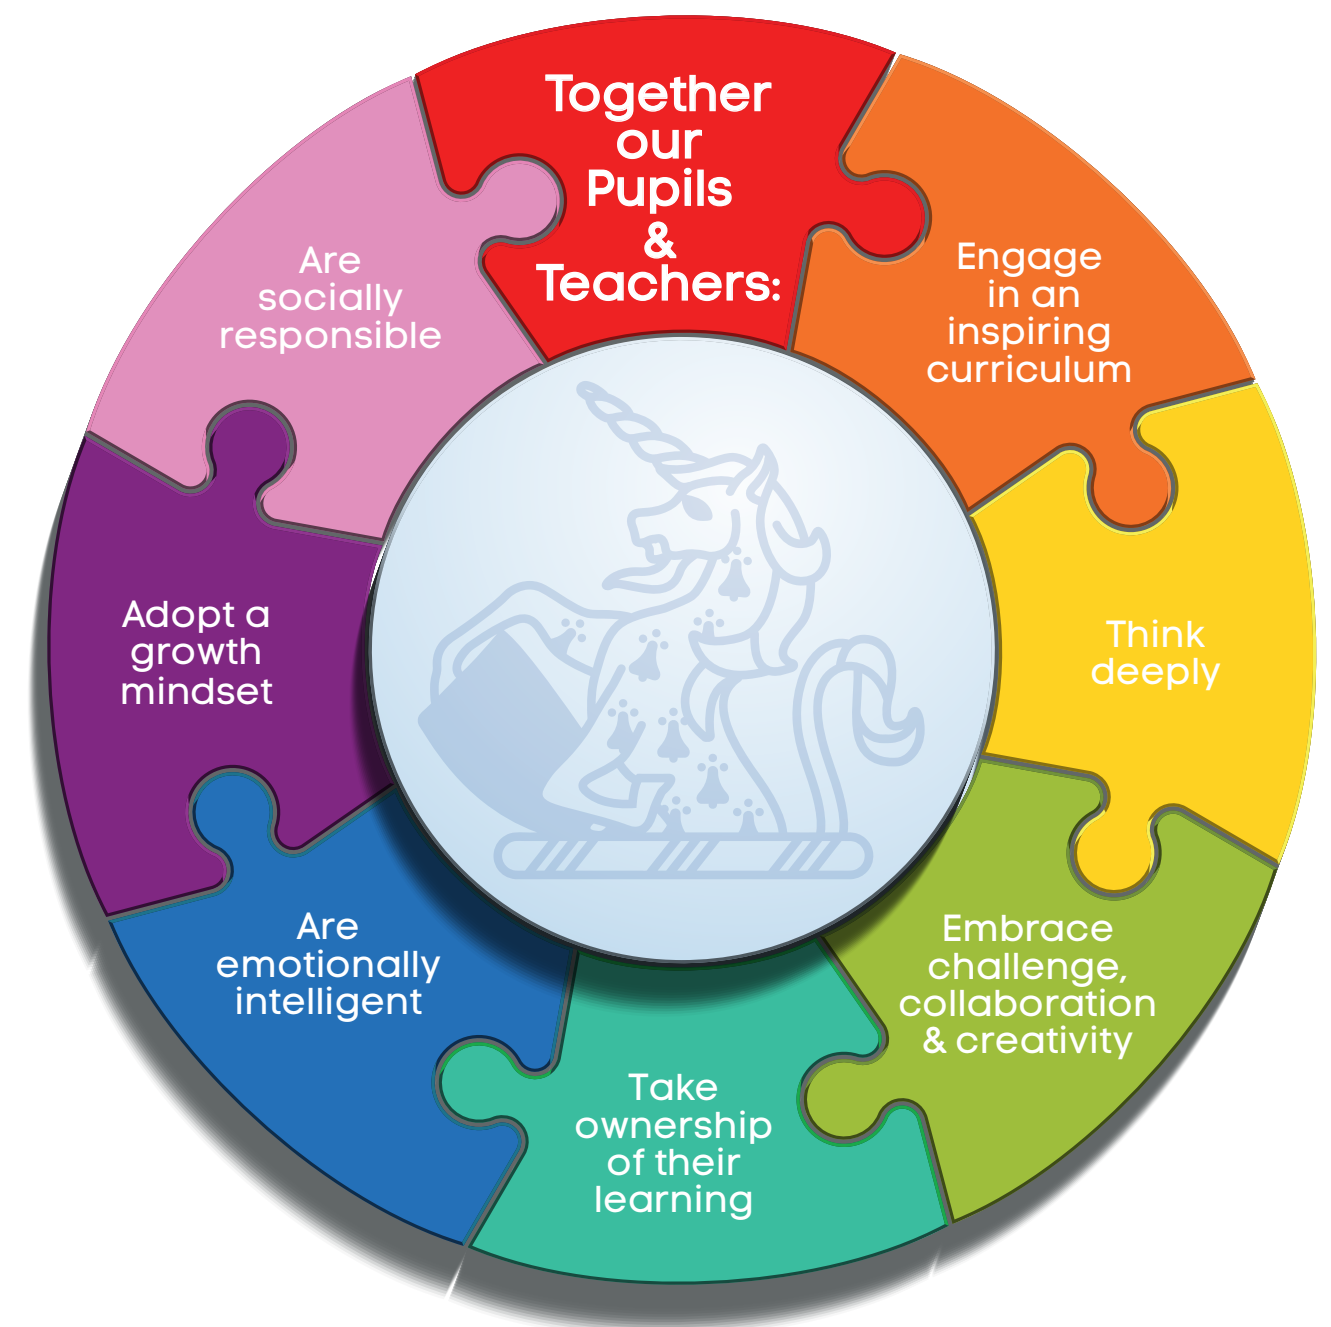 Together
our
Pupils
&
Teachers:
Engage
in an
inspiring
curriculum
Think
deeply
Embrace
challenge,
collaboration
& creativity
Take
ownership
of their
learning
Are
emotionally
intelligent
Adopt a
growth
mindset
Are
socially
responsible